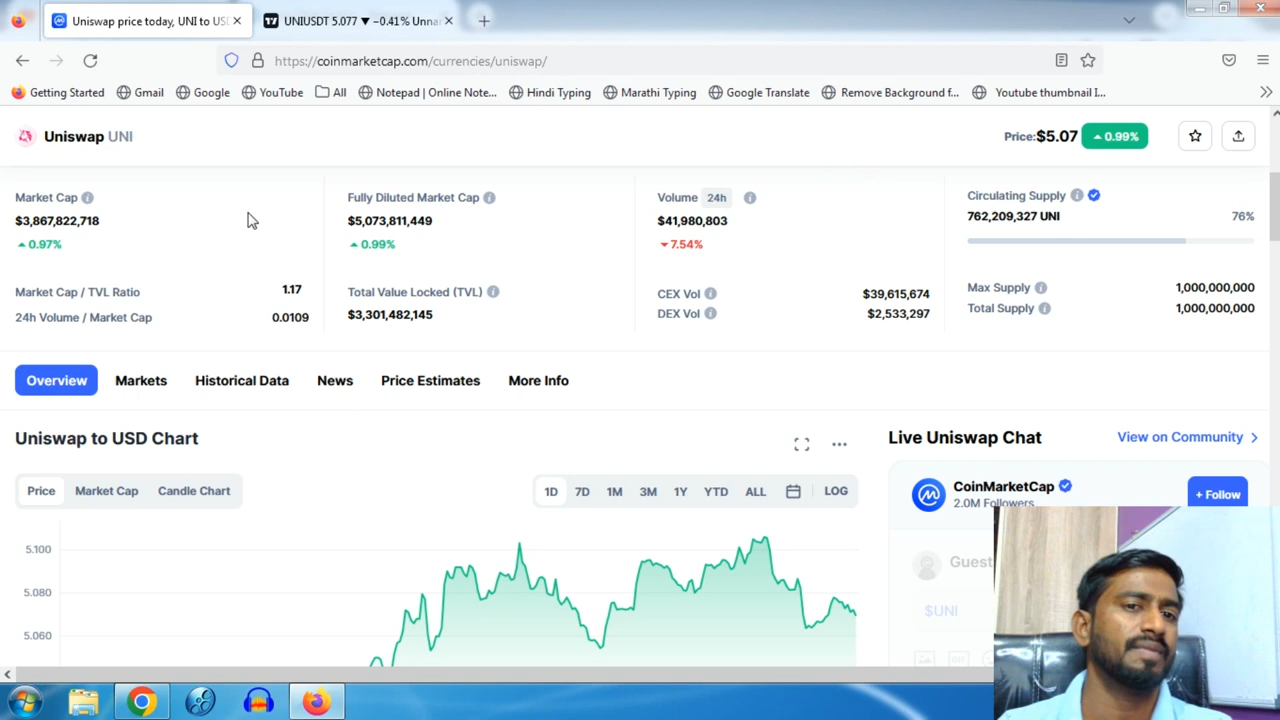 Uniswap price today, UNI to USD
UNIUSDT 5.077 ▼ −0.41% Unna
https://coinmarketcap.com/currencies/uniswap/
Getting Started Gmail Google YouTube All Notepad | Online Note... Hindi Typing Marathi Typing Google Translate Remove Background f... Youtube thumbnail I...
Uniswap UNI
Price:$5.07 0.99%
Market Cap
$3,867,822,718
0.97%
Market Cap / TVL Ratio 1.17
24h Volume / Market Cap 0.0109
Fully Diluted Market Cap
$5,073,811,449
0.99%
Total Value Locked (TVL)
$3,301,482,145
Volume 24h
$41,980,803
7.54%
CEX Vol $39,615,674
DEX Vol $2,533,297
Circulating Supply
762,209,327 UNI 76%
Max Supply 1,000,000,000
Total Supply 1,000,000,000
Overview Markets Historical Data News Price Estimates More Info
Uniswap to USD Chart
Price Market Cap Candle Chart
1D 7D 1M 3M 1Y YTD ALL LOG
5.100
5.080
5.060
Live Uniswap Chat
View on Community
CoinMarketCap
2.0M Followers
+ Follow
Guest
$UNI
GIF